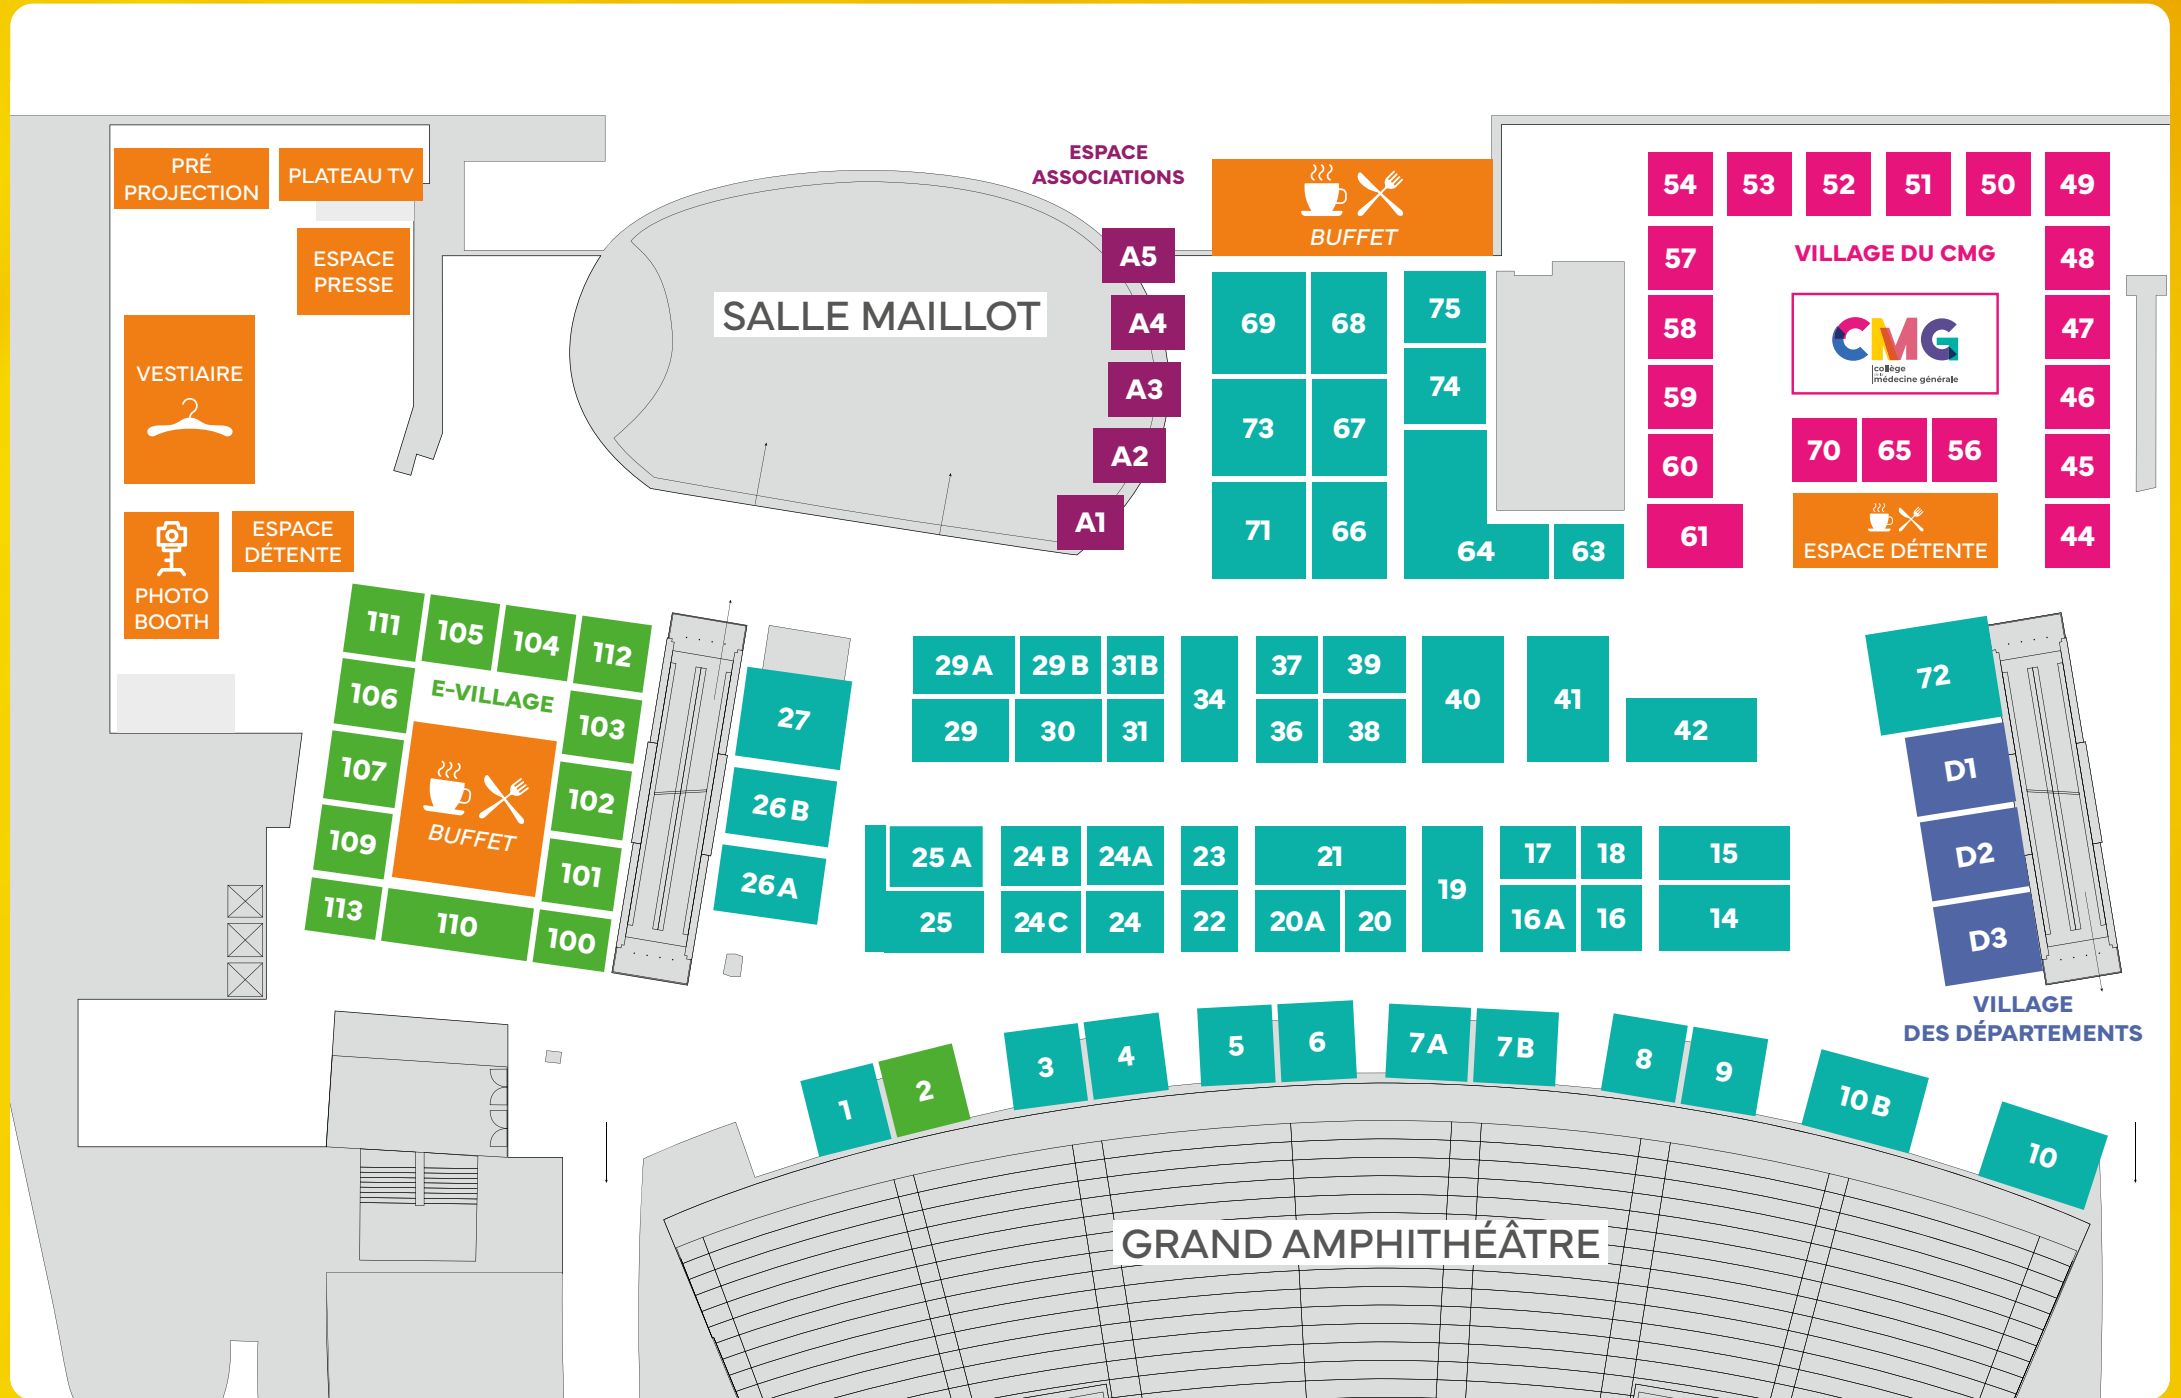 PRÉ
PROJECTION
PLATEAU TV
ESPACE
PRESSE
VESTIAIRE
PHOTO
BOOTH
ESPACE
DÉTENTE
SALLE MAILLOT
ESPACE
ASSOCIATIONS
A5
A4
A3
A2
A1
BUFFET
69 68 75
74
73 67
71 66 64 63
54 53 52 51 50 49
57 VILLAGE DU CMG 48
58 47
CMG
collège
médecine générale
59 46
70 65 56
60 45
61 44
ESPACE DÉTENTE
111 105 104 112
E-VILLAGE
106 103
107 102
109 101
BUFFET
113 110 100
27
26 B
26 A
29 A 29 B 31 B 34 37 39 40 41
29 30 31 36 38 42
25 A 24 B 24A 23 21 19 17 18 15
25 24 C 24 22 20A 20 16 A 16 14
72
D1
D2
D3
VILLAGE
DES DÉPARTEMENTS
1 2 3 4 5 6 7A 7B 8 9 10 B 10
GRAND AMPHITHÉÂTRE